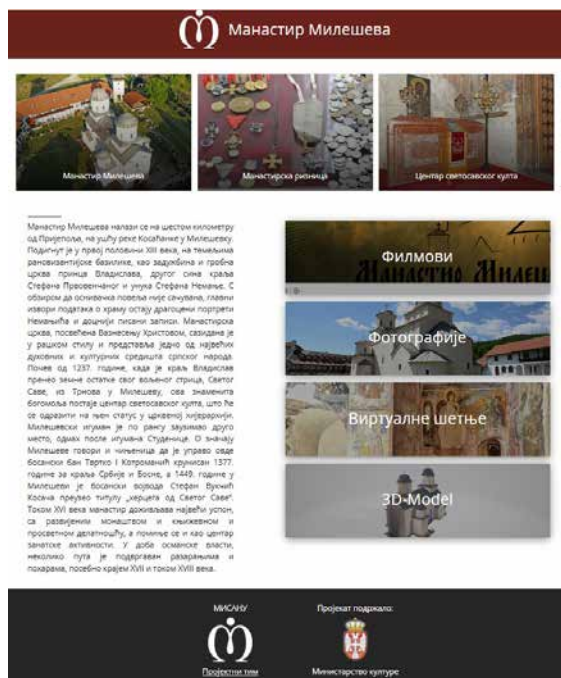 Манастир Милешева
Манастир Милешева
Манастирска ризница
Центар светосавског култа
Манастир Милешева налази се на шестом километру
од Пријепоља, на ушћу реке Косаћанке у Милешевку.
Подигнут је у првој половини XIII века, на темељима
рановизантијске базилике, као задужбина и гробна
црква принца Владислава, другог сина краља
Стефана Првовенчаног и унука Стефана Немање. С
обзиром да оснивачка повеља није сачувана, главни
извори података о храму остају драгоцени портрети
Немањића и доцнији писани записи. Манастирска
црква, посвећена Вазнесењу Христовом, сазидана је
у рашком стилу и представља једно од највећих
духовних и културних средишта српског народа.
Почев од 1237. године, када је краљ Владислав
пренео земне остатке свог вољеног стрица, Светог
Саве, из Трнова у Милешеву, ова знаменита
богомоља постаје центар светосавског култа, што ће
се одразити на њен статус у црквеној хијерархији.
Милешевски игуман је по рангу заузимао друго
место, одмах после игумана Студенице. О значају
Милешеве говори и чињеница да је управо овде
босански бан Твртко I Котроманић крунисан 1377.
године за краља Србије и Босне, а 1449. године у
Милешеви је босански војвода Стефан Вукчић
Косача преузео титулу „херцега од Светог Саве“.
Током XVI века манастир доживљава највећи успон,
са развијеним монаштвом и књижевном и
просветном делатношћу, а помиње се и као центар
занатске активности. У доба османске власти,
неколико пута је подвргаван разарањима и
похарама, посебно крајем XVII и током XVIII века.
Филмови
Манастир Милеш
Фотографије
Виртуалне шетње
3D-Model
МИСАНУ
Пројекат подржало:
Пројектни тим
Министарство културе